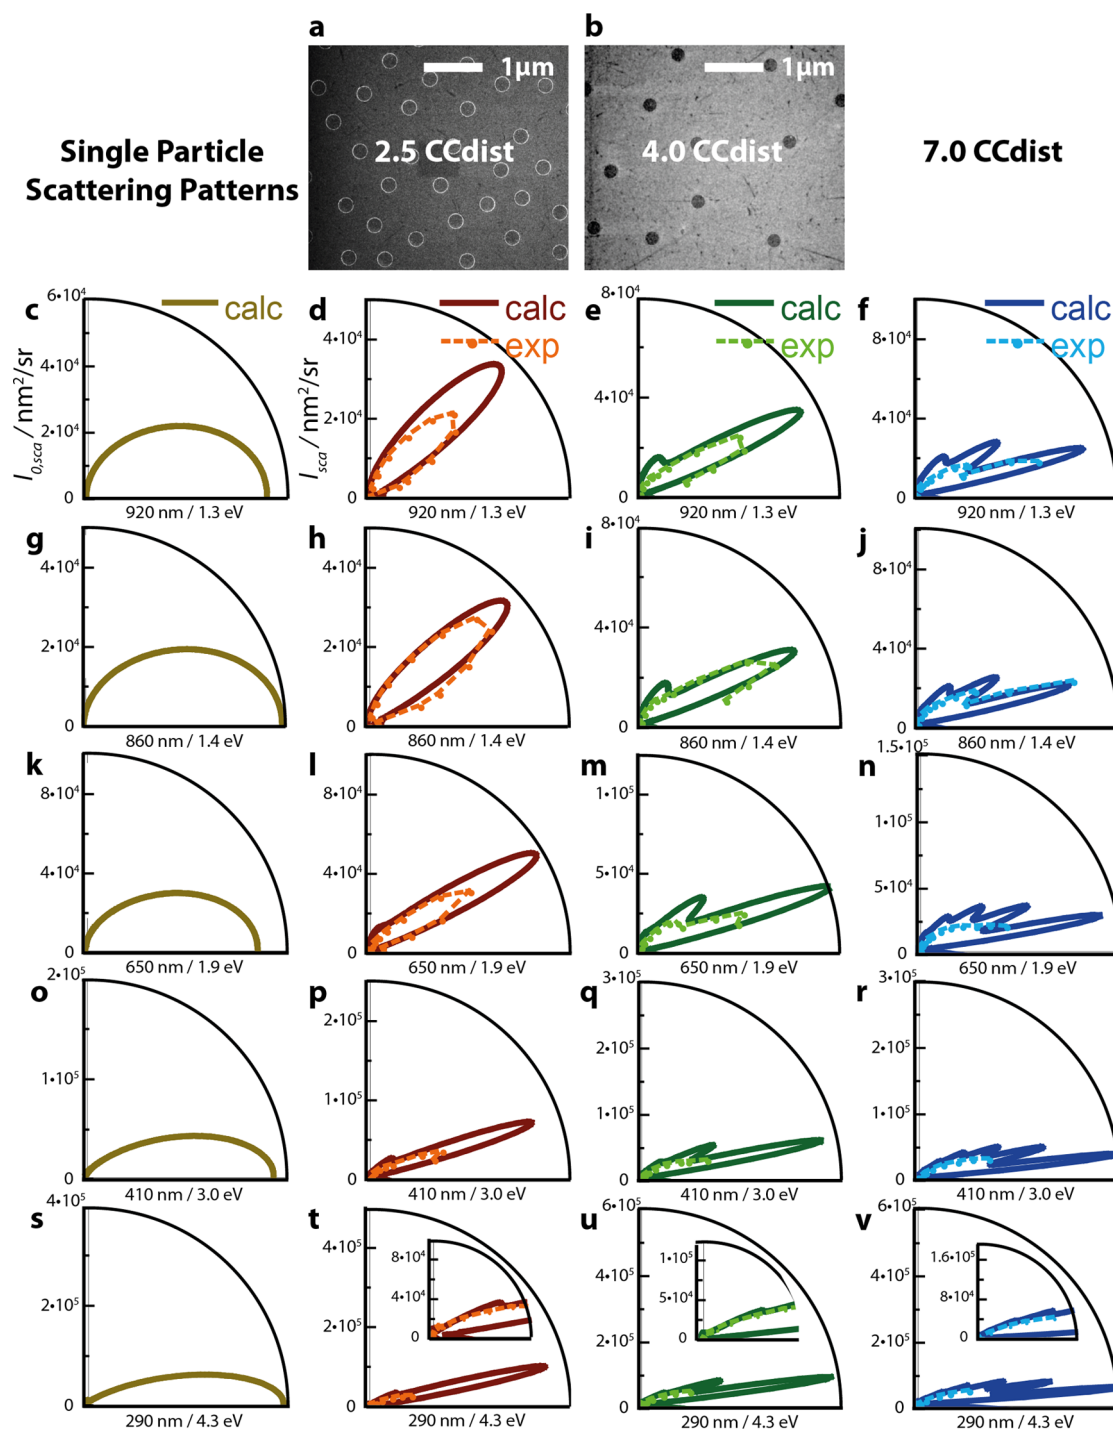 a
b
1µm
1µm
Single Particle
Scattering Patterns
2.5 CCdist
4.0 CCdist
7.0 CCdist
c
6•10⁴
4•10⁴
2•10⁴
0
I0,sca / nm²/sr
calc
920 nm / 1.3 eV
d
4•10⁴
2•10⁴
0
Isca / nm²/sr
calc
exp
920 nm / 1.3 eV
e
8•10⁴
4•10⁴
0
calc
exp
920 nm / 1.3 eV
f
8•10⁴
4•10⁴
0
calc
exp
920 nm / 1.3 eV
g
4•10⁴
2•10⁴
0
860 nm / 1.4 eV
h
4•10⁴
2•10⁴
0
860 nm / 1.4 eV
i
8•10⁴
4•10⁴
0
860 nm / 1.4 eV
j
8•10⁴
4•10⁴
0
860 nm / 1.4 eV
k
8•10⁴
4•10⁴
0
650 nm / 1.9 eV
l
8•10⁴
4•10⁴
0
650 nm / 1.9 eV
m
1•10⁵
5•10⁴
0
650 nm / 1.9 eV
n
1.5•10⁵
1•10⁵
5•10⁴
0
650 nm / 1.9 eV
o
2•10⁵
1•10⁵
0
410 nm / 3.0 eV
p
2•10⁵
1•10⁵
0
410 nm / 3.0 eV
q
3•10⁵
2•10⁵
1•10⁵
0
410 nm / 3.0 eV
r
3•10⁵
2•10⁵
1•10⁵
0
410 nm / 3.0 eV
s
4•10⁵
2•10⁵
0
290 nm / 4.3 eV
t
4•10⁵
2•10⁵
0
8•10⁴
4•10⁴
0
290 nm / 4.3 eV
u
6•10⁵
4•10⁵
2•10⁵
0
1•10⁵
5•10⁴
0
290 nm / 4.3 eV
v
6•10⁵
4•10⁵
2•10⁵
0
1.6•10⁵
8•10⁴
0
290 nm / 4.3 eV